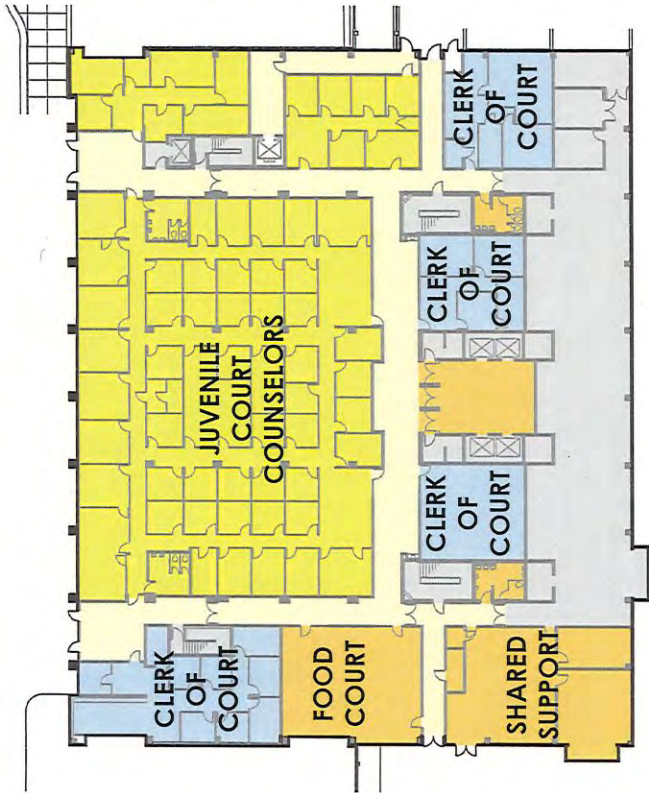 CLERK
OF
COURT
CLERK
OF
COURT
JUVENILE
COURT
COUNSELORS
CLERK
OF
COURT
CLERK
OF
COURT
FOOD
COURT
SHARED
SUPPORT